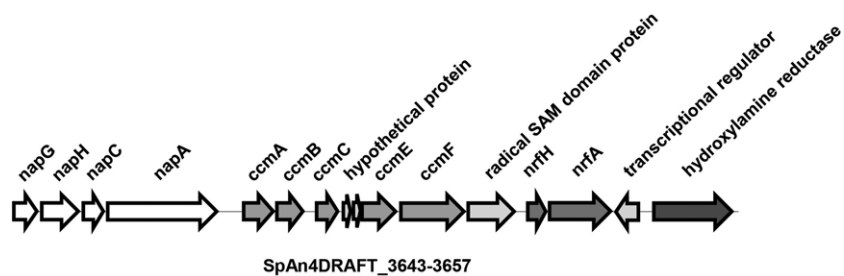 napG
napH
napC
napA
ccmA
ccmB
ccmC
hypothetical protein
ccmE
ccmF
radical SAM domain protein
nrfH
nrfA
transcriptional regulator
hydroxylamine reductase
SpAn4DRAFT_3643-3657